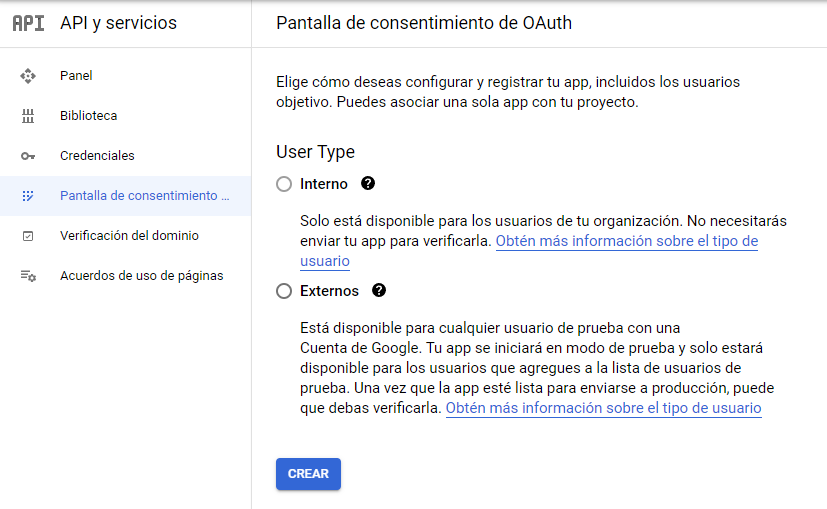 API API y servicios
Pantalla de consentimiento de OAuth
Panel
Biblioteca
Credenciales
Pantalla de consentimiento ...
Verificación del dominio
Acuerdos de uso de páginas
Elige cómo deseas configurar y registrar tu app, incluidos los usuarios
objetivo. Puedes asociar una sola app con tu proyecto.
User Type
Interno ?
Solo está disponible para los usuarios de tu organización. No necesitarás
enviar tu app para verificarla. Obtén más información sobre el tipo de
usuario
Externos ?
Está disponible para cualquier usuario de prueba con una
Cuenta de Google. Tu app se iniciará en modo de prueba y solo estará
disponible para los usuarios que agregues a la lista de usuarios de
prueba. Una vez que la app esté lista para enviarse a producción, puede
que debas verificarla. Obtén más información sobre el tipo de usuario
CREAR